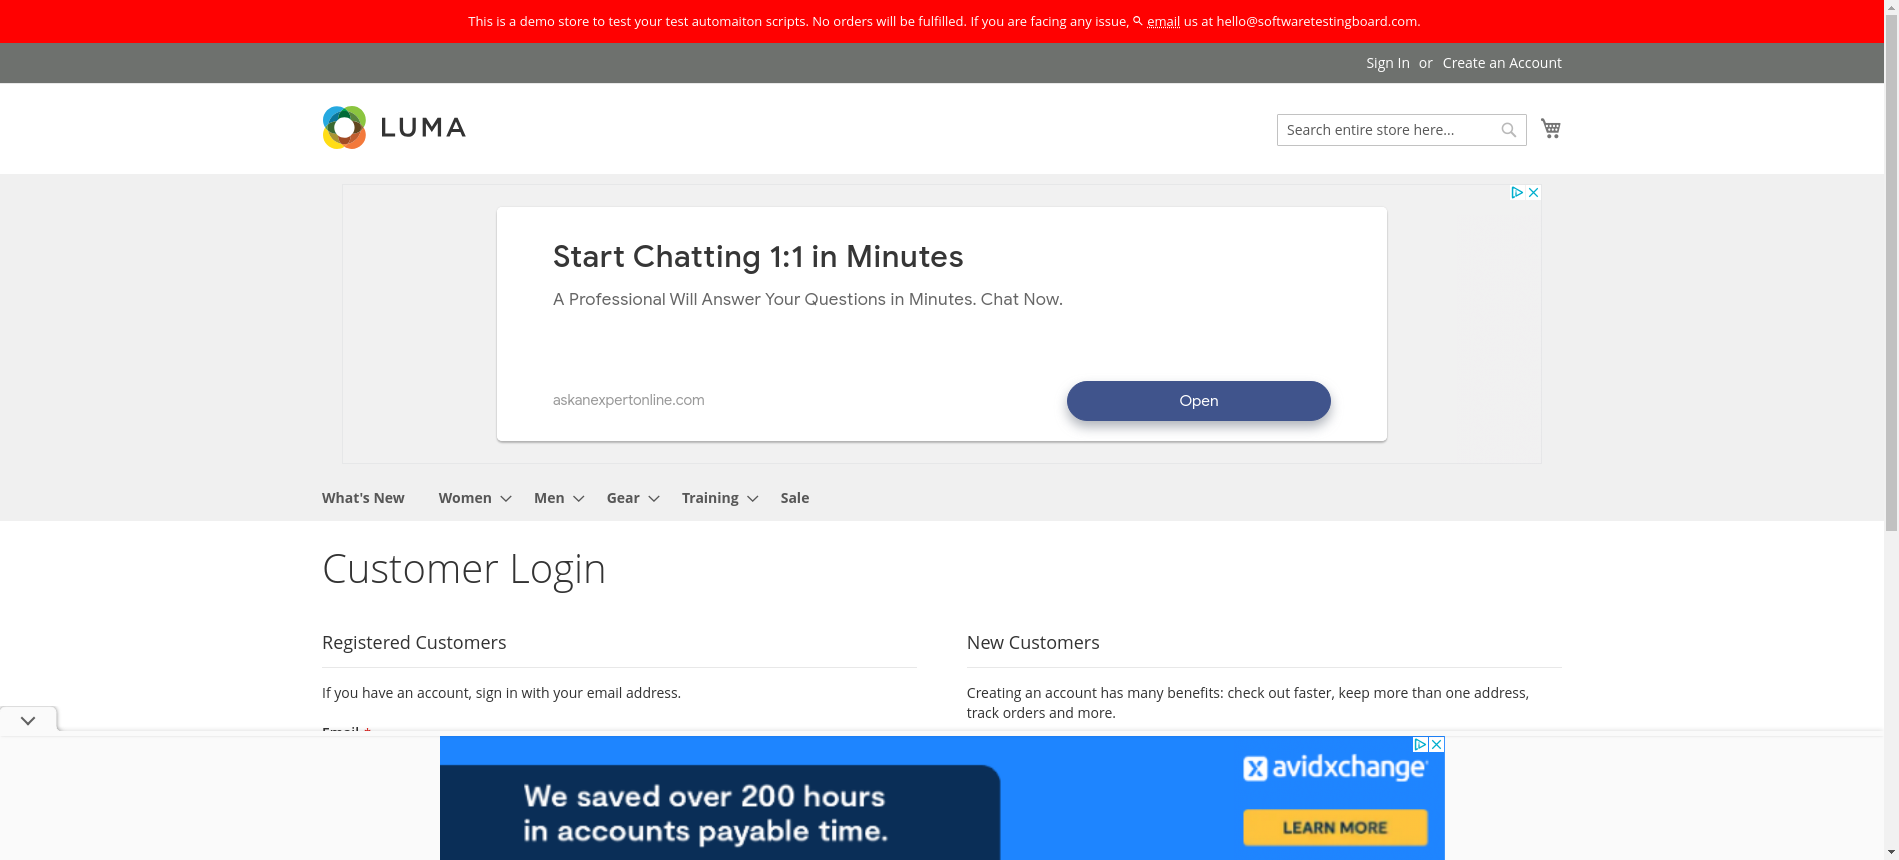 This is a demo store to test your test automaiton scripts. No orders will be fulfilled. If you are facing any issue, email us at hello@softwaretestingboard.com.
Sign In or Create an Account
LUMA
Search entire store here...
Start Chatting 1:1 in Minutes
A Professional Will Answer Your Questions in Minutes. Chat Now.
askanexpertonline.com
Open
What's New Women Men Gear Training Sale
Customer Login
Registered Customers
If you have an account, sign in with your email address.
Email *
New Customers
Creating an account has many benefits: check out faster, keep more than one address,
track orders and more.
We saved over 200 hours
in accounts payable time.
avidxchange
LEARN MORE